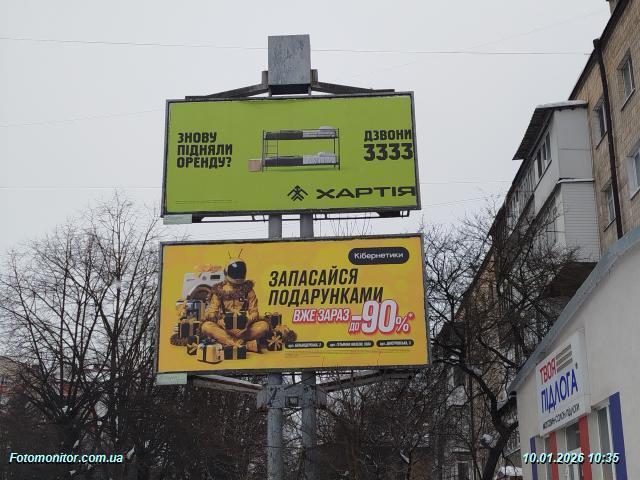 ЗНОВУ
ПІДНЯЛИ
ОРЕНДУ?
ДЗВОНИ
3333
ХАРТІЯ
Кібернетики
ЗАПАСАЙСЯ
ПОДАРУНКАМИ
ВЖЕ ЗАРАЗ
ДО -90%*
ТВОЯ
ПІДЛОГА
Fotomonitor.com.ua
10.01.2026 10:35